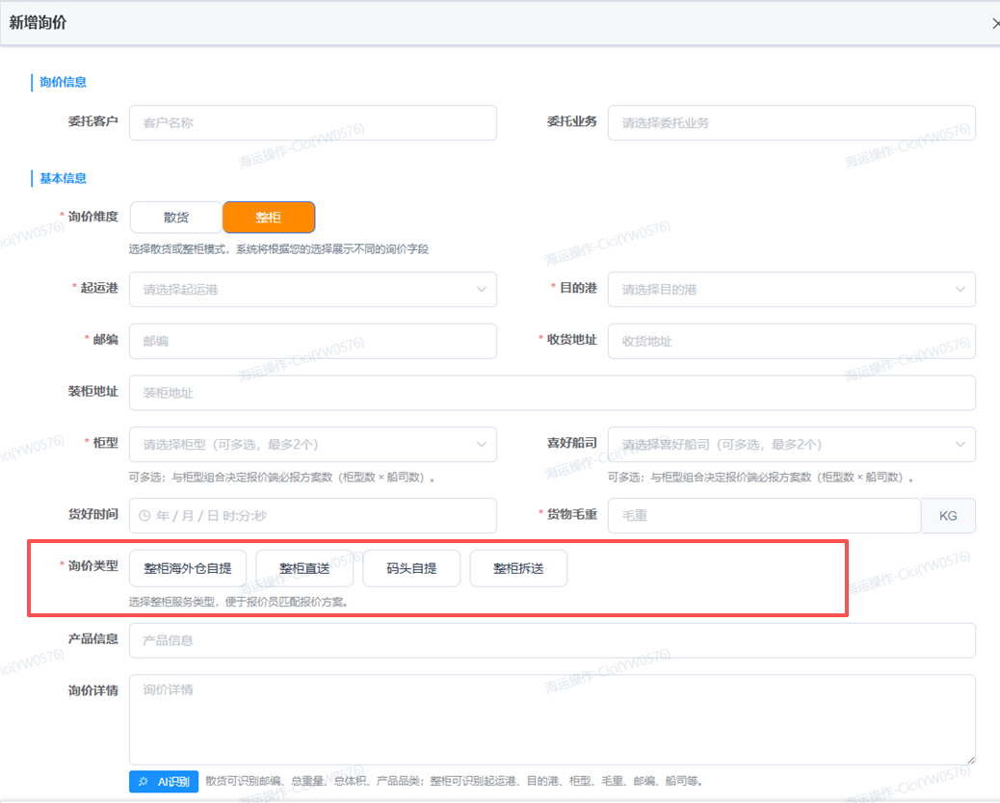 新增询价
询价信息
委托客户 客户名称 委托业务 请选择委托业务
基本信息
* 询价维度 散货 整柜
选择散货或整柜模式，系统将根据您的选择展示不同的询价字段
* 起运港 请选择起运港 * 目的港 请选择目的港
* 邮编 邮编 * 收货地址 收货地址
装柜地址 装柜地址
* 柜型 请选择柜型（可多选，最多2个） 喜好船司 请选择喜好船司（可多选，最多2个）
可多选；与柜型组合决定报价端必报方案数（柜型数 × 船司数）。 可多选；与柜型组合决定报价端必报方案数（柜型数 × 船司数）。
货好时间 年 / 月 / 日 时:分:秒 * 货物毛重 毛重 KG
* 询价类型 整柜海外仓自提 整柜直送 码头自提 整柜拆送
选择整柜服务类型，便于报价员匹配报价方案。
产品信息 产品信息
询价详情 询价详情
AI识别 散货可识别邮编、总重量、总体积、产品品类；整柜可识别起运港、目的港、柜型、毛重、邮编、船司等。
海运操作-Cici(YW0576)